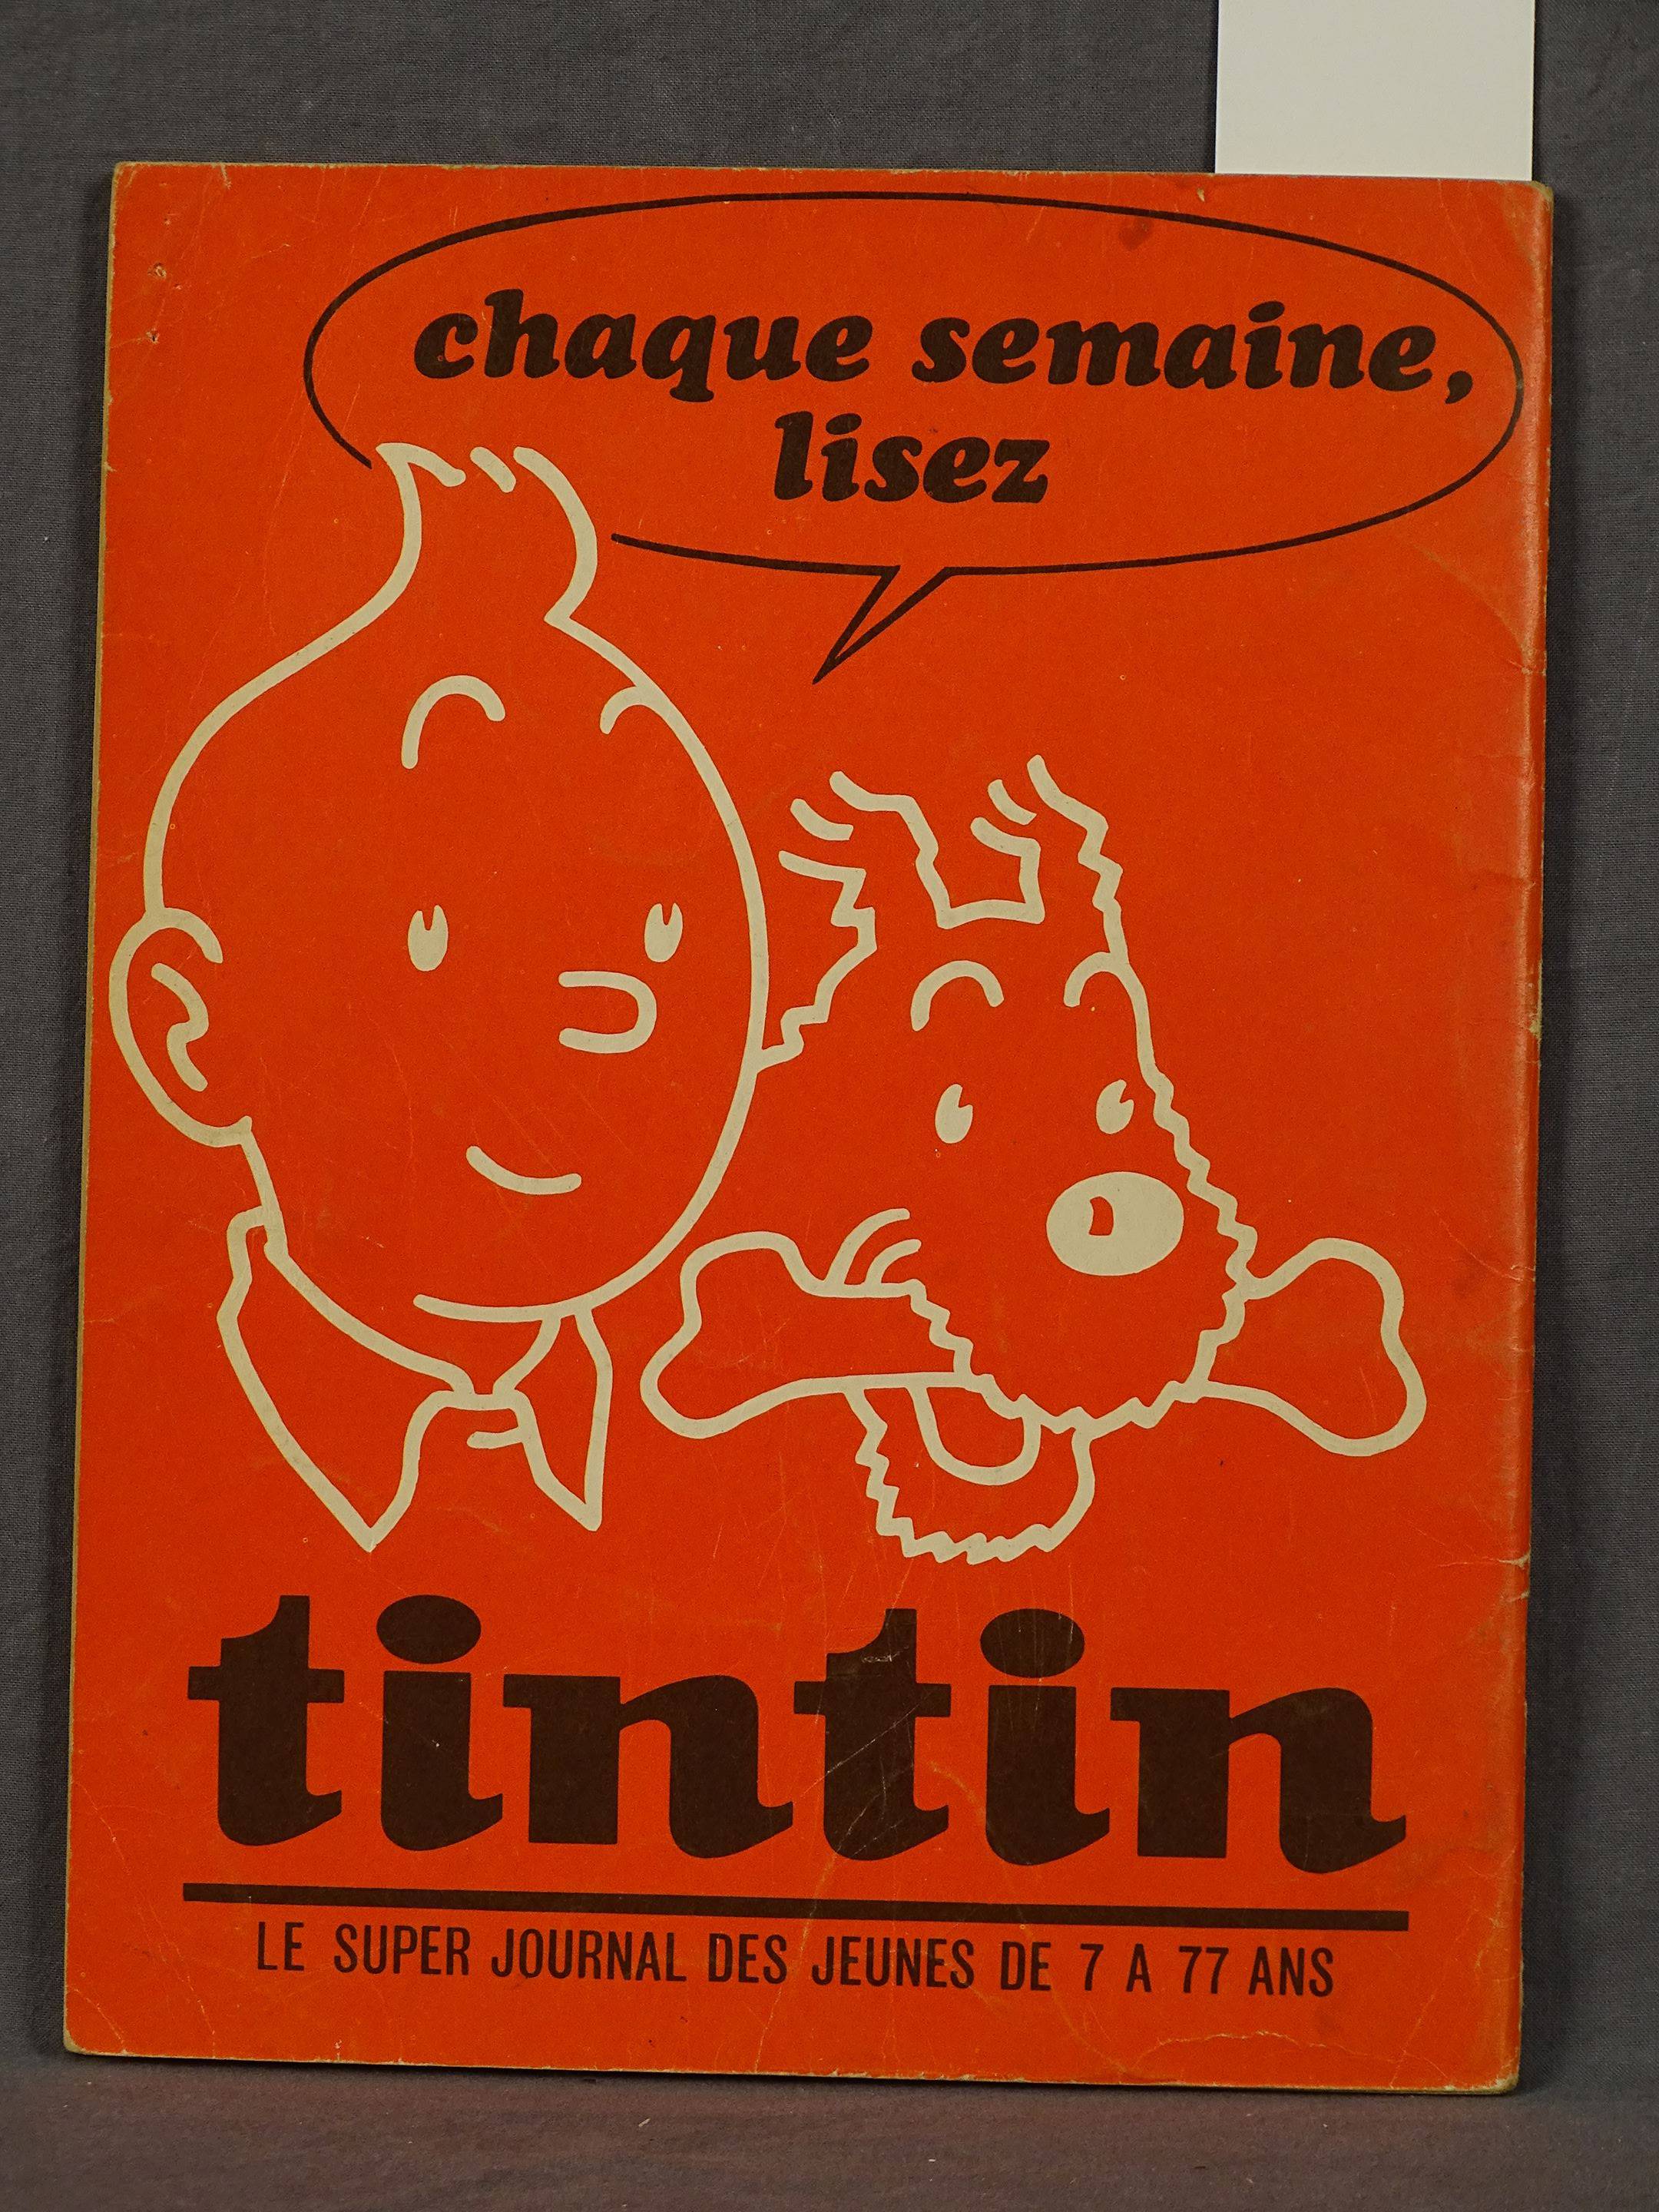 chaque semaine,
lisez
tintin
LE SUPER JOURNAL DES JEUNES DE 7 A 77 ANS